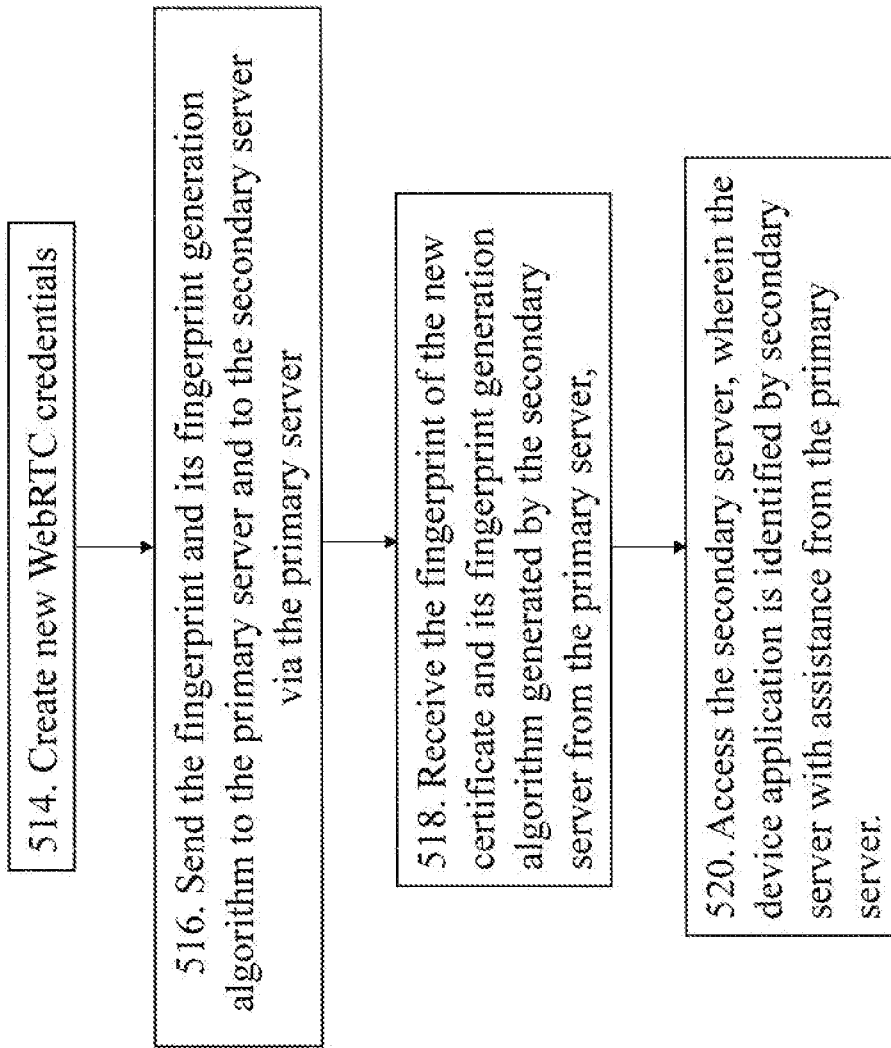 514. Create new WebRTC credentials
516. Send the fingerprint and its fingerprint generation
algorithm to the primary server and to the secondary server
via the primary server
518. Receive the fingerprint of the new
certificate and its fingerprint generation
algorithm generated by the secondary
server from the primary server,
520. Access the secondary server, wherein the
device application is identified by secondary
server with assistance from the primary
server.